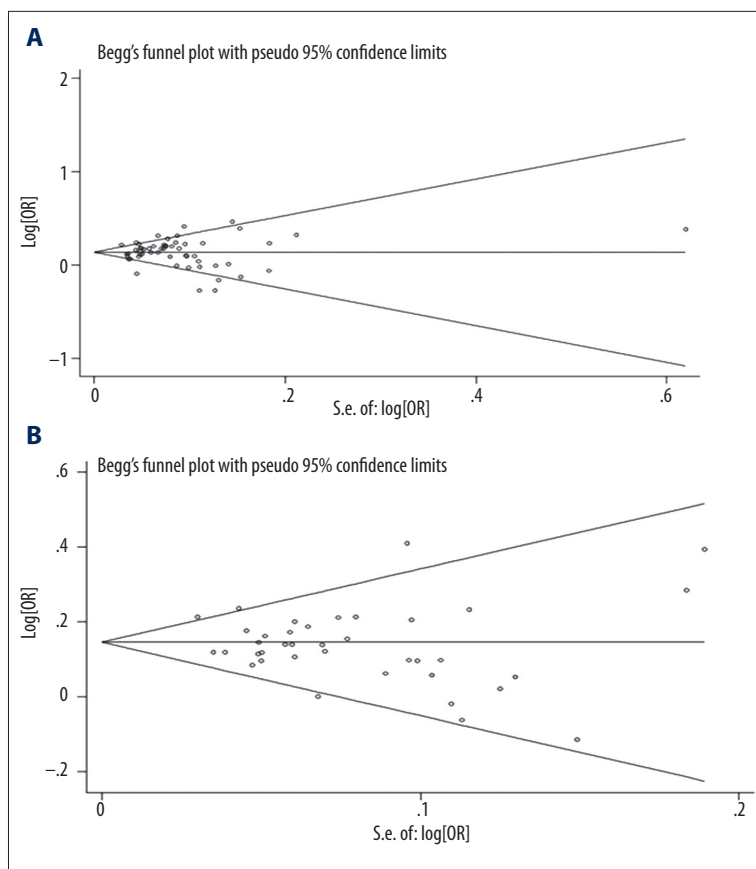 A
Begg's funnel plot with pseudo 95% confidence limits
2
1
0
–1
Log[OR]
0 .2 .4 .6
S.e. of: log[OR]
B
Begg's funnel plot with pseudo 95% confidence limits
.6
.4
.2
0
–.2
Log[OR]
0 .1 .2
S.e. of: log[OR]